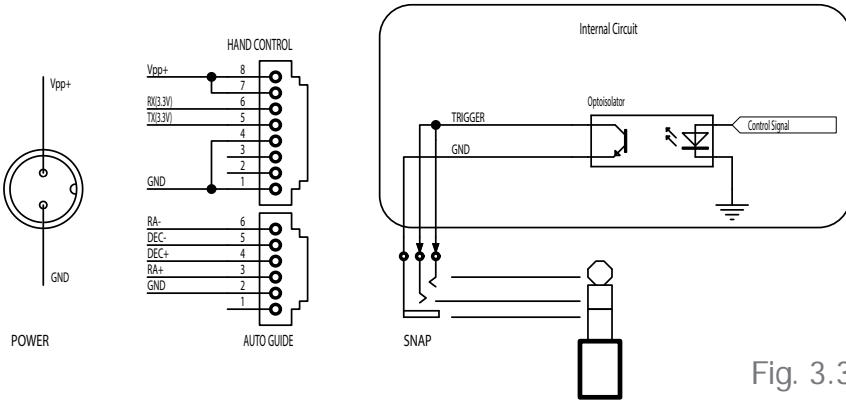 Vpp+
GND
POWER
HAND CONTROL
Vpp+ 8
7
RX(3.3V) 6
TX(3.3V) 5
4
3
2
GND 1
RA- 6
DEC- 5
DEC+ 4
RA+ 3
GND 2
1
AUTO GUIDE
Internal Circuit
Optoisolator
TRIGGER
Control Signal
GND
SNAP
Fig. 3.3